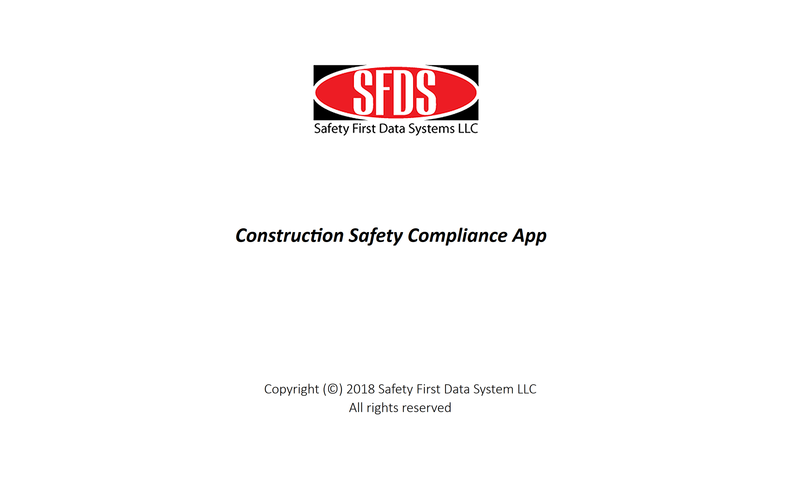 SFDS
Safety First Data Systems LLC
Construction Safety Compliance App
Copyright (©) 2018 Safety First Data System LLC
All rights reserved